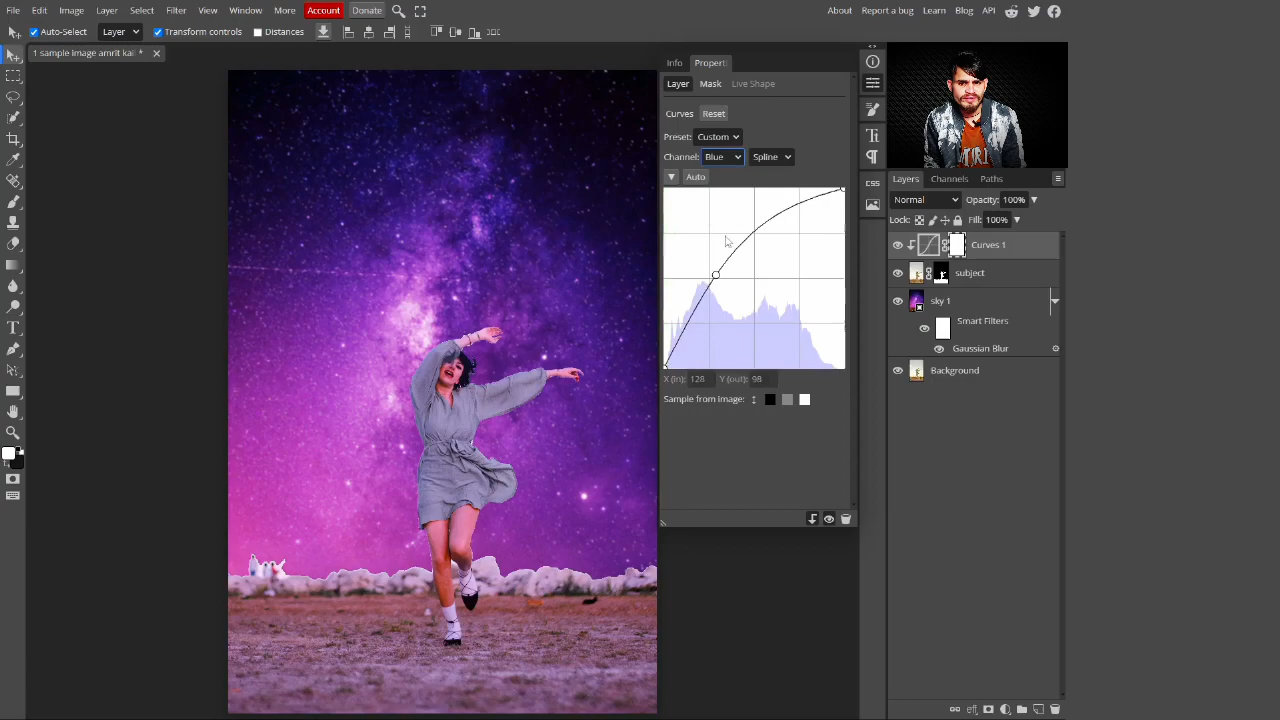 File Edit Image Layer Select Filter View Window More Account Donate About Report a bug Learn Blog API
Auto-Select Layer Transform controls Distances
1 sample image amrit kai *
Info Properti
Layer Mask Live Shape
Curves Reset
Preset: Custom
Channel: Blue Spline
Auto
X (in): 128 Y (out): 98
Sample from image:
CSS
Layers Channels Paths
Normal Opacity: 100%
Lock: Fill: 100%
Curves 1
subject
sky 1
Smart Filters
Gaussian Blur
Background
eff